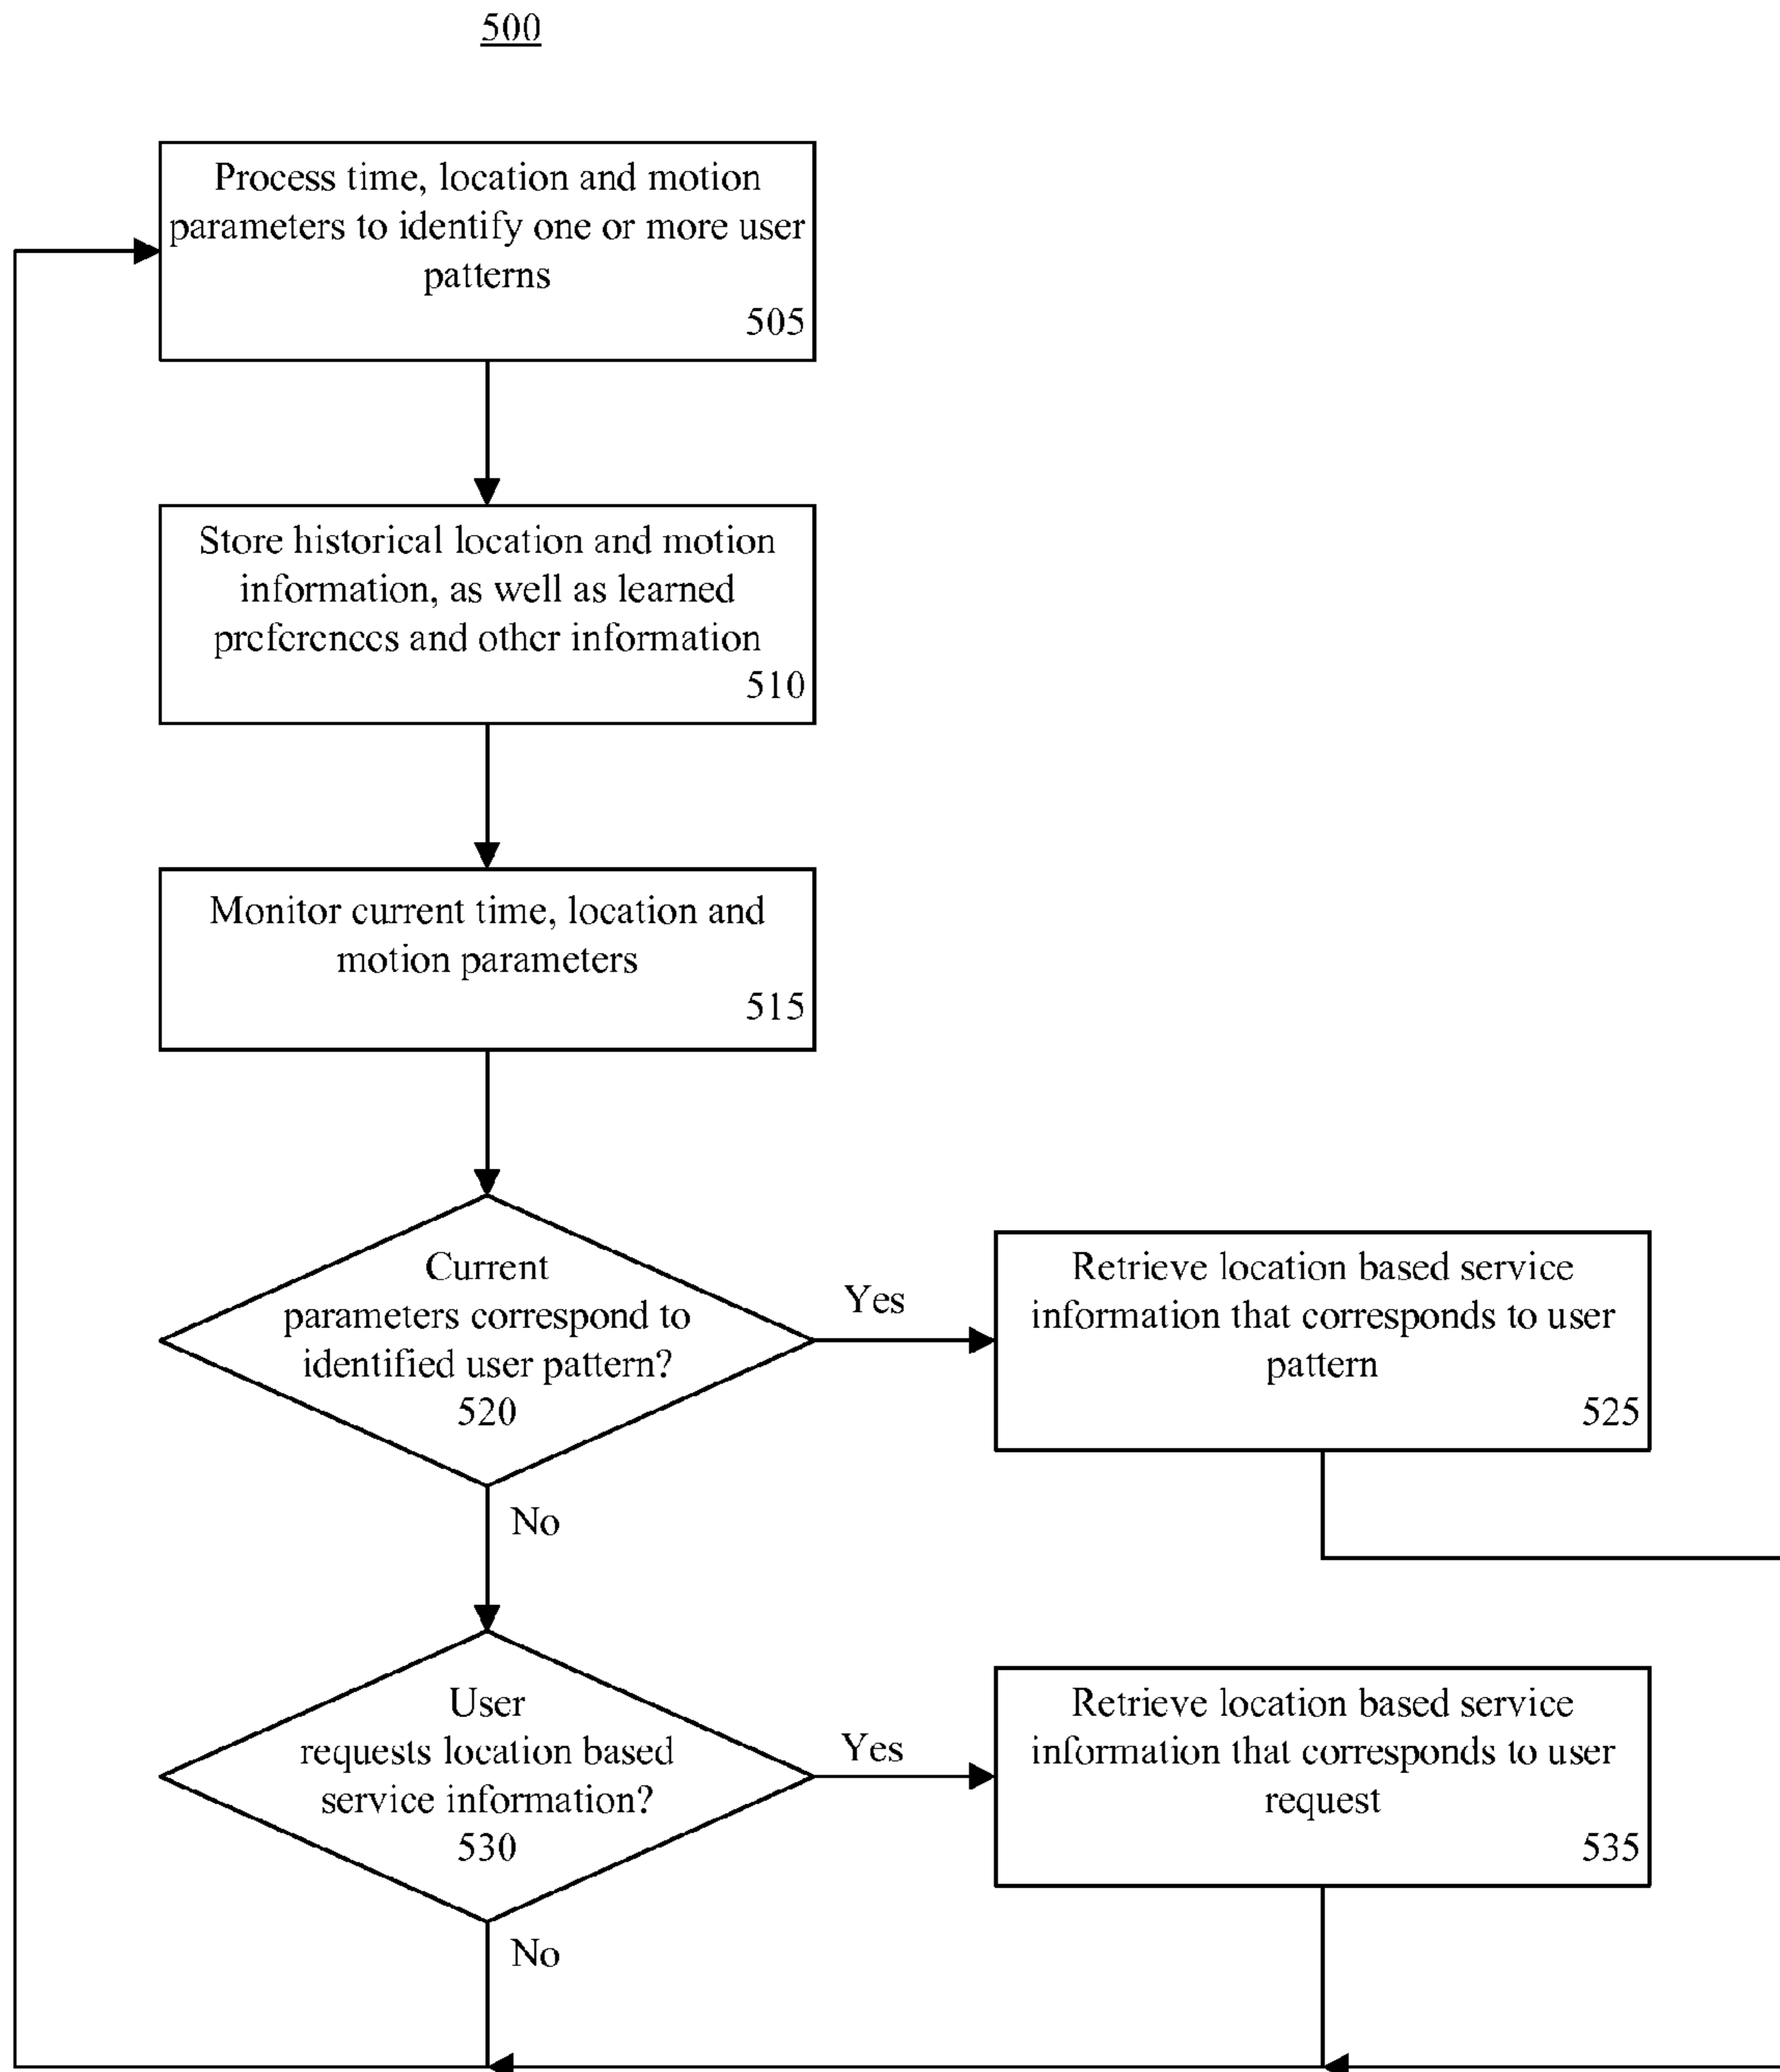 500
Process time, location and motion
parameters to identify one or more user
patterns
505
Store historical location and motion
information, as well as learned
preferences and other information
510
Monitor current time, location and
motion parameters
515
Current
parameters correspond to
identified user pattern?
520
Yes
Retrieve location based service
information that corresponds to user
pattern
525
No
User
requests location based
service information?
530
Yes
Retrieve location based service
information that corresponds to user
request
535
No